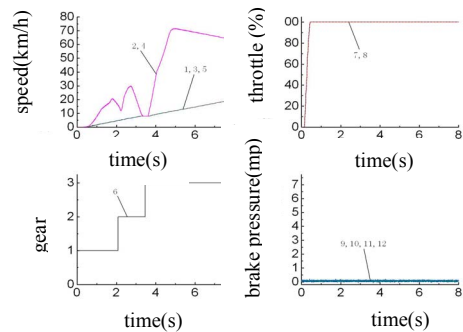 speed(km/h)
80
70
60
50
40
30
20
10
0
2, 4
1, 3, 5
0 2 4 6
time(s)
throttle (%)
00
80
60
40
20
00
7, 8
0 2 4 6 8
time(s)
gear
3
2
1
0
6
0 2 4 6
time(s)
brake pressure(mp)
7
6
5
4
3
2
1
0
9, 10, 11, 12
0 2 4 6 8
time(s)